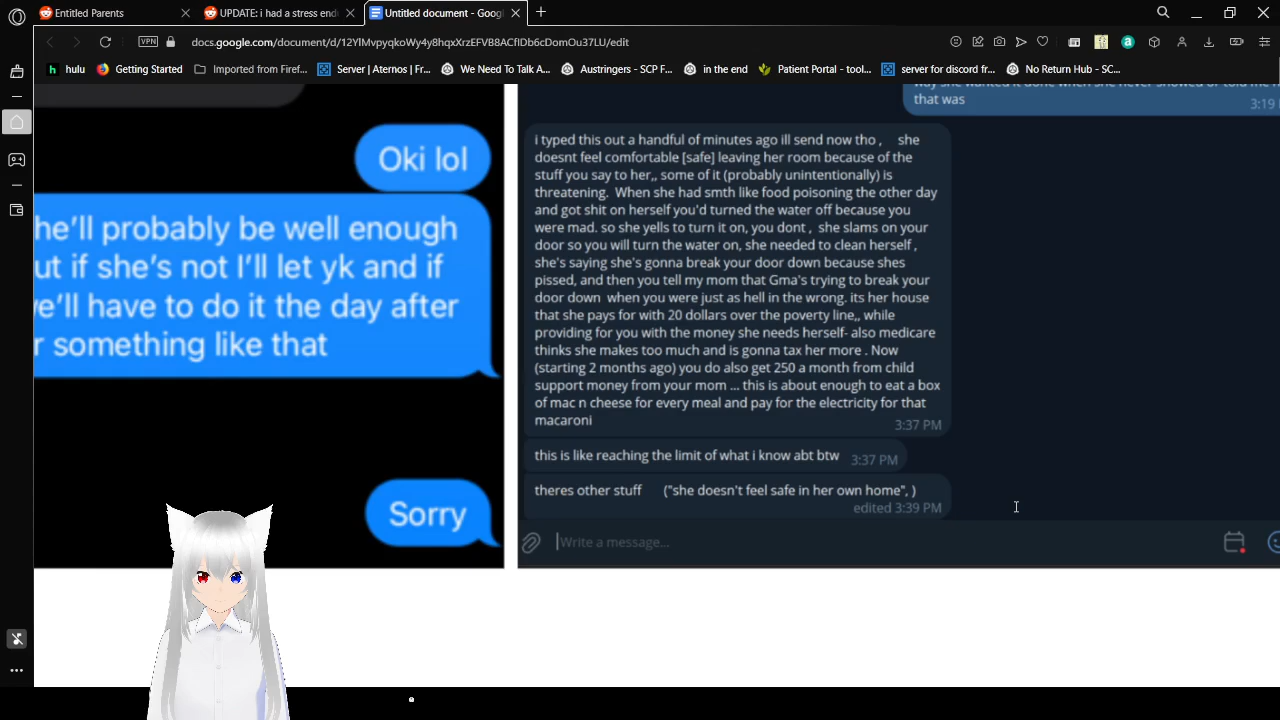 Entitled Parents
UPDATE: i had a stress end
Untitled document - Goog
VPN
docs.google.com/document/d/12YlMvpyqkoWy4y8hqxXrzEFVB8ACfIDb6cDomOu37LU/edit
hulu
Getting Started
Imported from Firef...
Server | Aternos | Fr...
We Need To Talk A...
Austringers - SCP F...
in the end
Patient Portal - tool...
server for discord fr...
No Return Hub - SC...
Oki lol
he'll probably be well enough
ut if she's not I'll let yk and if
we'll have to do it the day after
r something like that
Sorry
way she wanted it done when she never showed or told me
that was
3:19
i typed this out a handful of minutes ago ill send now tho , she
doesnt feel comfortable [safe] leaving her room because of the
stuff you say to her,, some of it (probably unintentionally) is
threatening. When she had smth like food poisoning the other day
and got shit on herself you'd turned the water off because you
were mad. so she yells to turn it on, you dont , she slams on your
door so you will turn the water on, she needed to clean herself ,
she's saying she's gonna break your door down because shes
pissed, and then you tell my mom that Gma's trying to break your
door down when you were just as hell in the wrong. its her house
that she pays for with 20 dollars over the poverty line,, while
providing for you with the money she needs herself- also medicare
thinks she makes too much and is gonna tax her more . Now
(starting 2 months ago) you do also get 250 a month from child
support money from your mom ... this is about enough to eat a box
of mac n cheese for every meal and pay for the electricity for that
macaroni
3:37 PM
this is like reaching the limit of what i know abt btw
3:37 PM
theres other stuff ("she doesn't feel safe in her own home", )
edited 3:39 PM
Write a message...